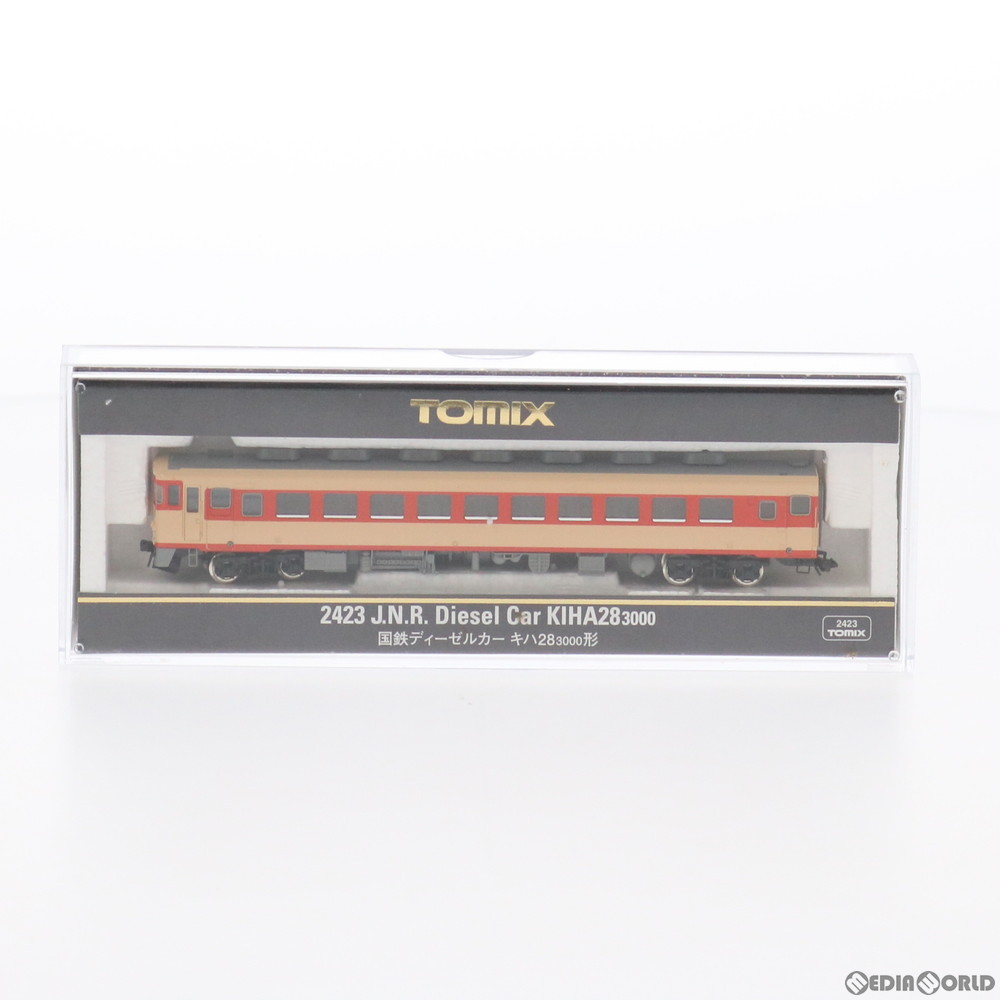 TOMIX
2423 J.N.R. Diesel Car KIHA28 3000
国鉄ディーゼルカー キハ28 3000形
2423
TOMIX
MEDIAWORLD